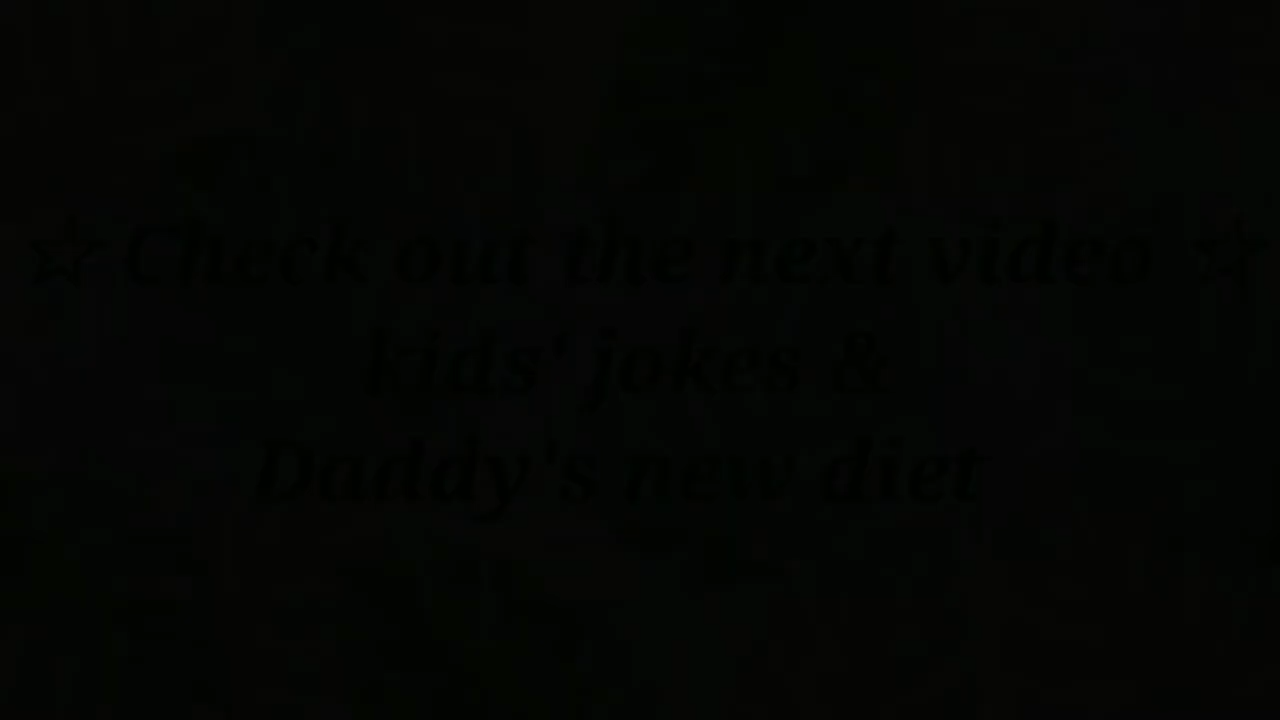 ☆ Check out the next video ☆
kids' jokes &
Daddy's new diet